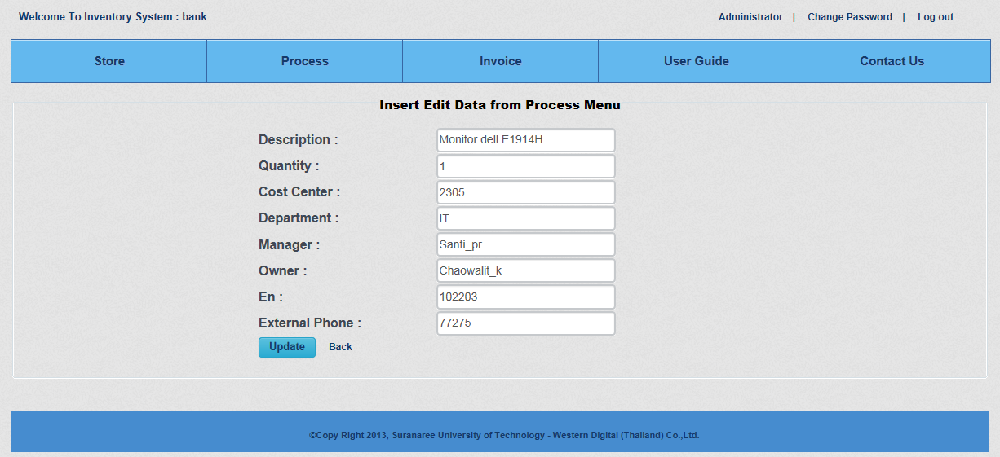 Welcome To Inventory System : bank
Administrator | Change Password | Log out
Store Process Invoice User Guide Contact Us
Insert Edit Data from Process Menu
Description : Monitor dell E1914H
Quantity : 1
Cost Center : 2305
Department : IT
Manager : Santi_pr
Owner : Chaowalit_k
En : 102203
External Phone : 77275
Update Back
©Copy Right 2013, Suranaree University of Technology - Western Digital (Thailand) Co.,Ltd.